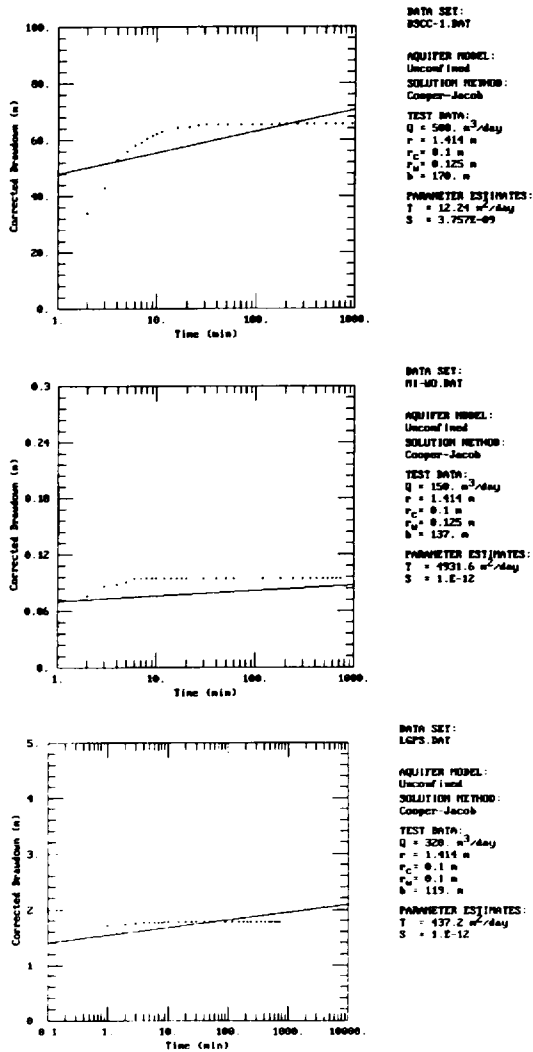 DATA SET:
BSCC-1.DAT
AQUIFER MODEL:
Unconfined
SOLUTION METHOD:
Cooper-Jacob
TEST DATA:
Q = 500. m³/day
r = 1.414 m
r_c = 0.1 m
r_w = 0.125 m
b = 170. m
PARAMETER ESTIMATES:
T = 12.24 m²/day
S = 3.757E-09
Corrected Drawdown (m)
100.
80.
60.
40.
20.
0.
1. 10. 100. 1000.
Time (min)
DATA SET:
MI-WD.DAT
AQUIFER MODEL:
Unconfined
SOLUTION METHOD:
Cooper-Jacob
TEST DATA:
Q = 150. m³/day
r = 1.414 m
r_c = 0.1 m
r_w = 0.125 m
b = 137. m
PARAMETER ESTIMATES:
T = 4931.6 m²/day
S = 1.E-12
Corrected Drawdown (m)
0.3
0.24
0.18
0.12
0.06
0.
1. 10. 100. 1000.
Time (min)
DATA SET:
LGPS.DAT
AQUIFER MODEL:
Unconfined
SOLUTION METHOD:
Cooper-Jacob
TEST DATA:
Q = 320. m³/day
r = 1.414 m
r_c = 0.1 m
r_w = 0.1 m
b = 119. m
PARAMETER ESTIMATES:
T = 437.2 m²/day
S = 1.E-12
Corrected Drawdown (m)
5.
4
3.
2
1
0
0.1 1. 10 100. 1000. 10000.
Time (min)